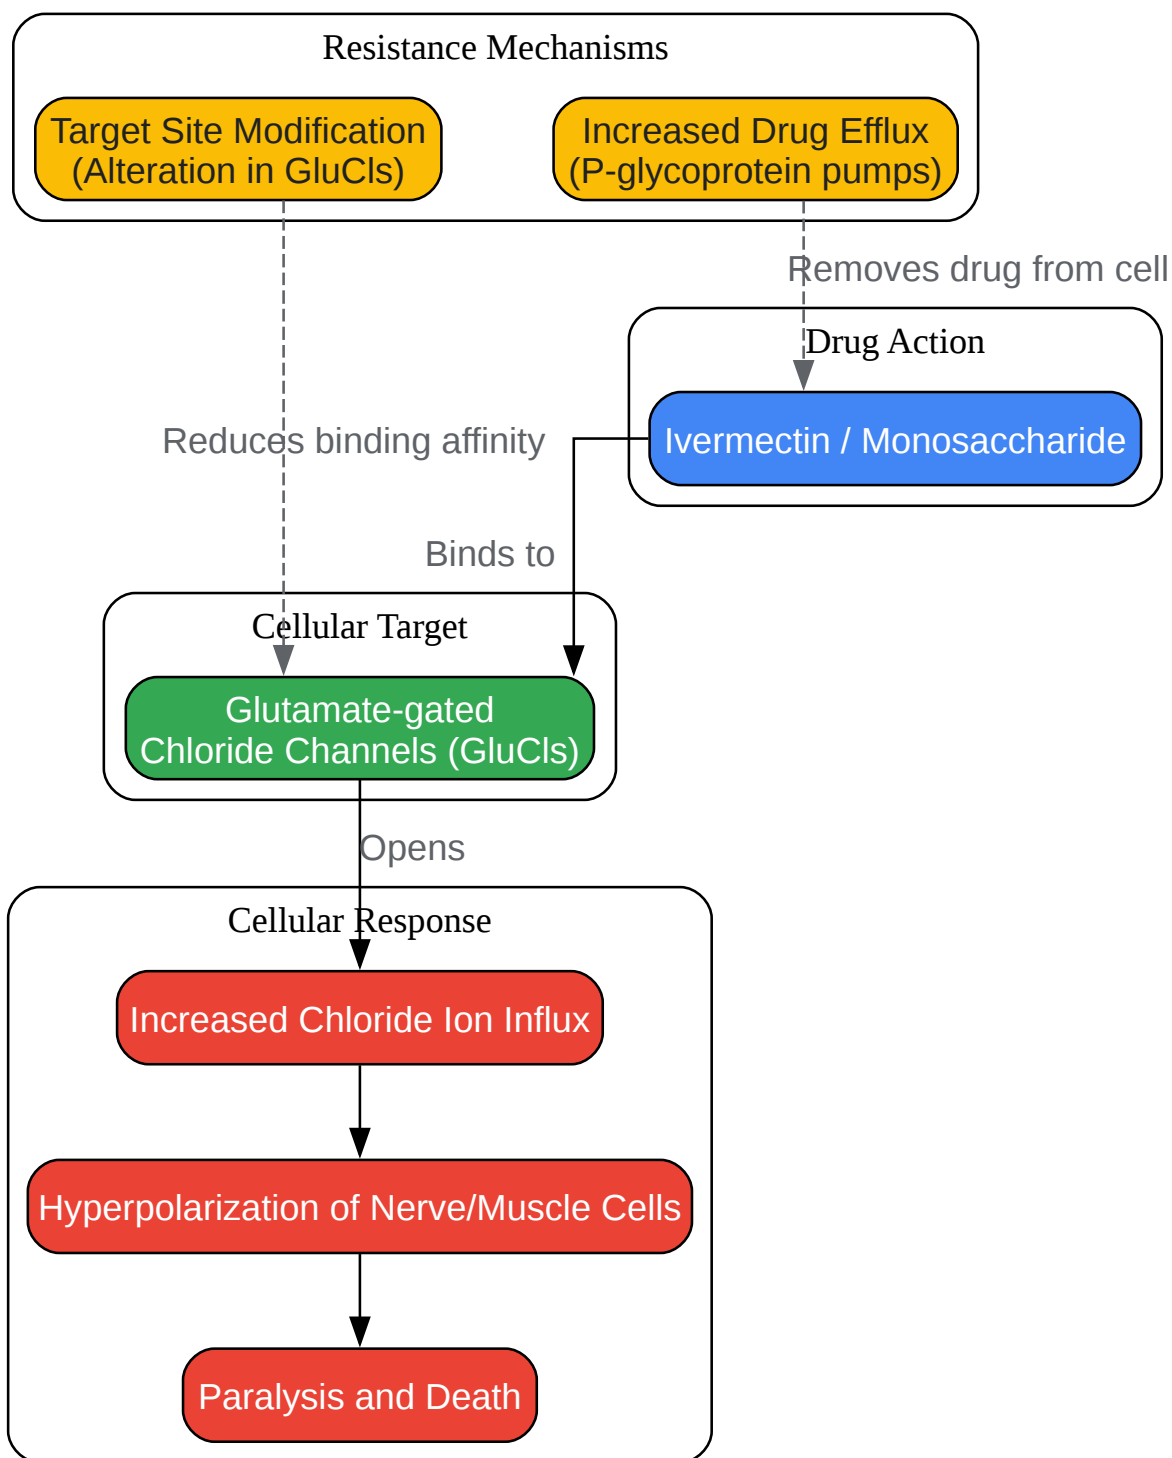 Resistance Mechanisms
Target Site Modification
(Alteration in GluCls)
Increased Drug Efflux
(P-glycoprotein pumps)
Removes drug from cell
Drug Action
Ivermectin / Monosaccharide
Reduces binding affinity
Binds to
Cellular Target
Glutamate-gated
Chloride Channels (GluCls)
Opens
Cellular Response
Increased Chloride Ion Influx
Hyperpolarization of Nerve/Muscle Cells
Paralysis and Death